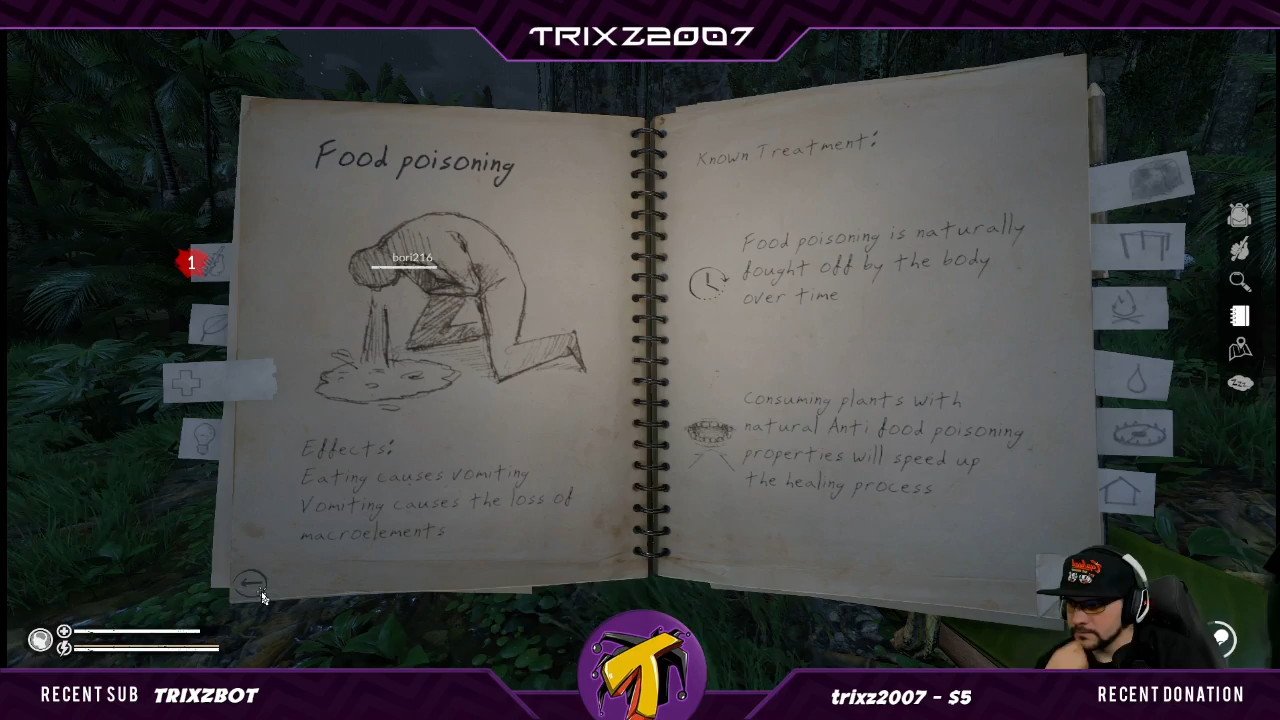 TRIXZ2007
Food poisoning
bori216
1
Effects:
Eating causes vomiting
Vomiting causes the loss of
macroelements
Known Treatment:
Food poisoning is naturally
fought off by the body
over time
Consuming plants with
natural Anti food poisoning
properties will speed up
the healing process
zzz
RECENT SUB TRIXZBOT
T
trixz2007 - $5 RECENT DONATION